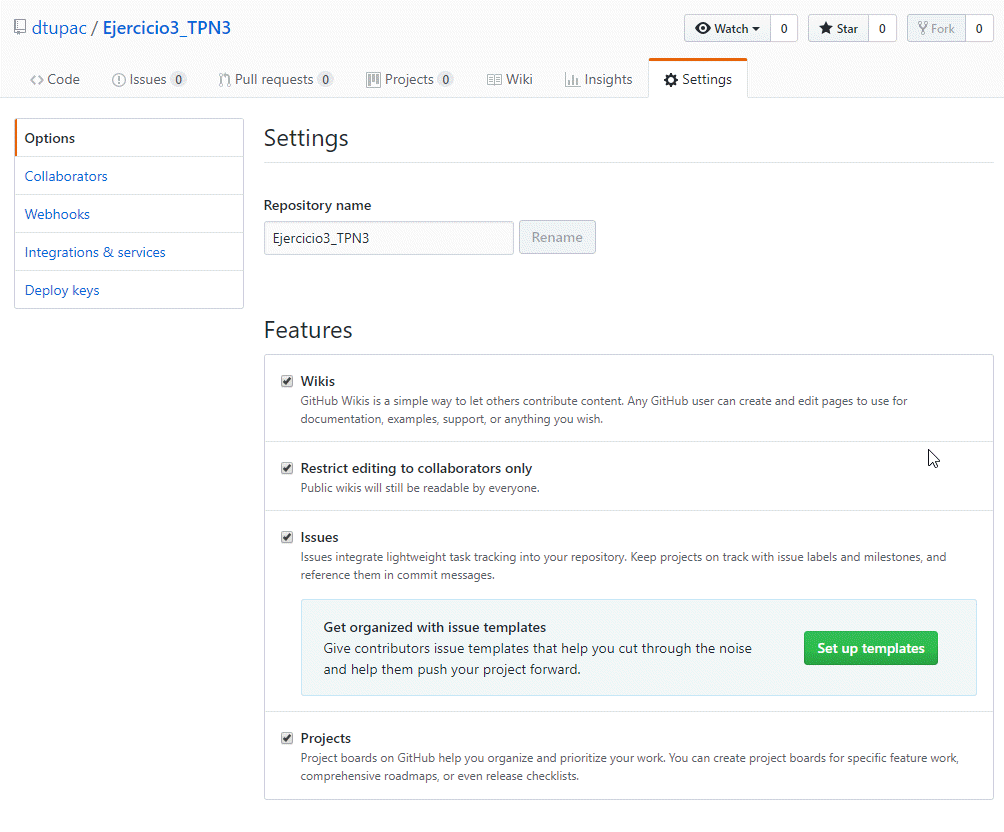 dtupac / Ejercicio3_TPN3
Watch 0 Star 0 Fork 0
Code Issues 0 Pull requests 0 Projects 0 Wiki Insights Settings
Options
Collaborators
Webhooks
Integrations & services
Deploy keys
Settings
Repository name
Ejercicio3_TPN3 Rename
Features
Wikis
GitHub Wikis is a simple way to let others contribute content. Any GitHub user can create and edit pages to use for
documentation, examples, support, or anything you wish.
Restrict editing to collaborators only
Public wikis will still be readable by everyone.
Issues
Issues integrate lightweight task tracking into your repository. Keep projects on track with issue labels and milestones, and
reference them in commit messages.
Get organized with issue templates
Give contributors issue templates that help you cut through the noise
and help them push your project forward.
Set up templates
Projects
Project boards on GitHub help you organize and prioritize your work. You can create project boards for specific feature work,
comprehensive roadmaps, or even release checklists.